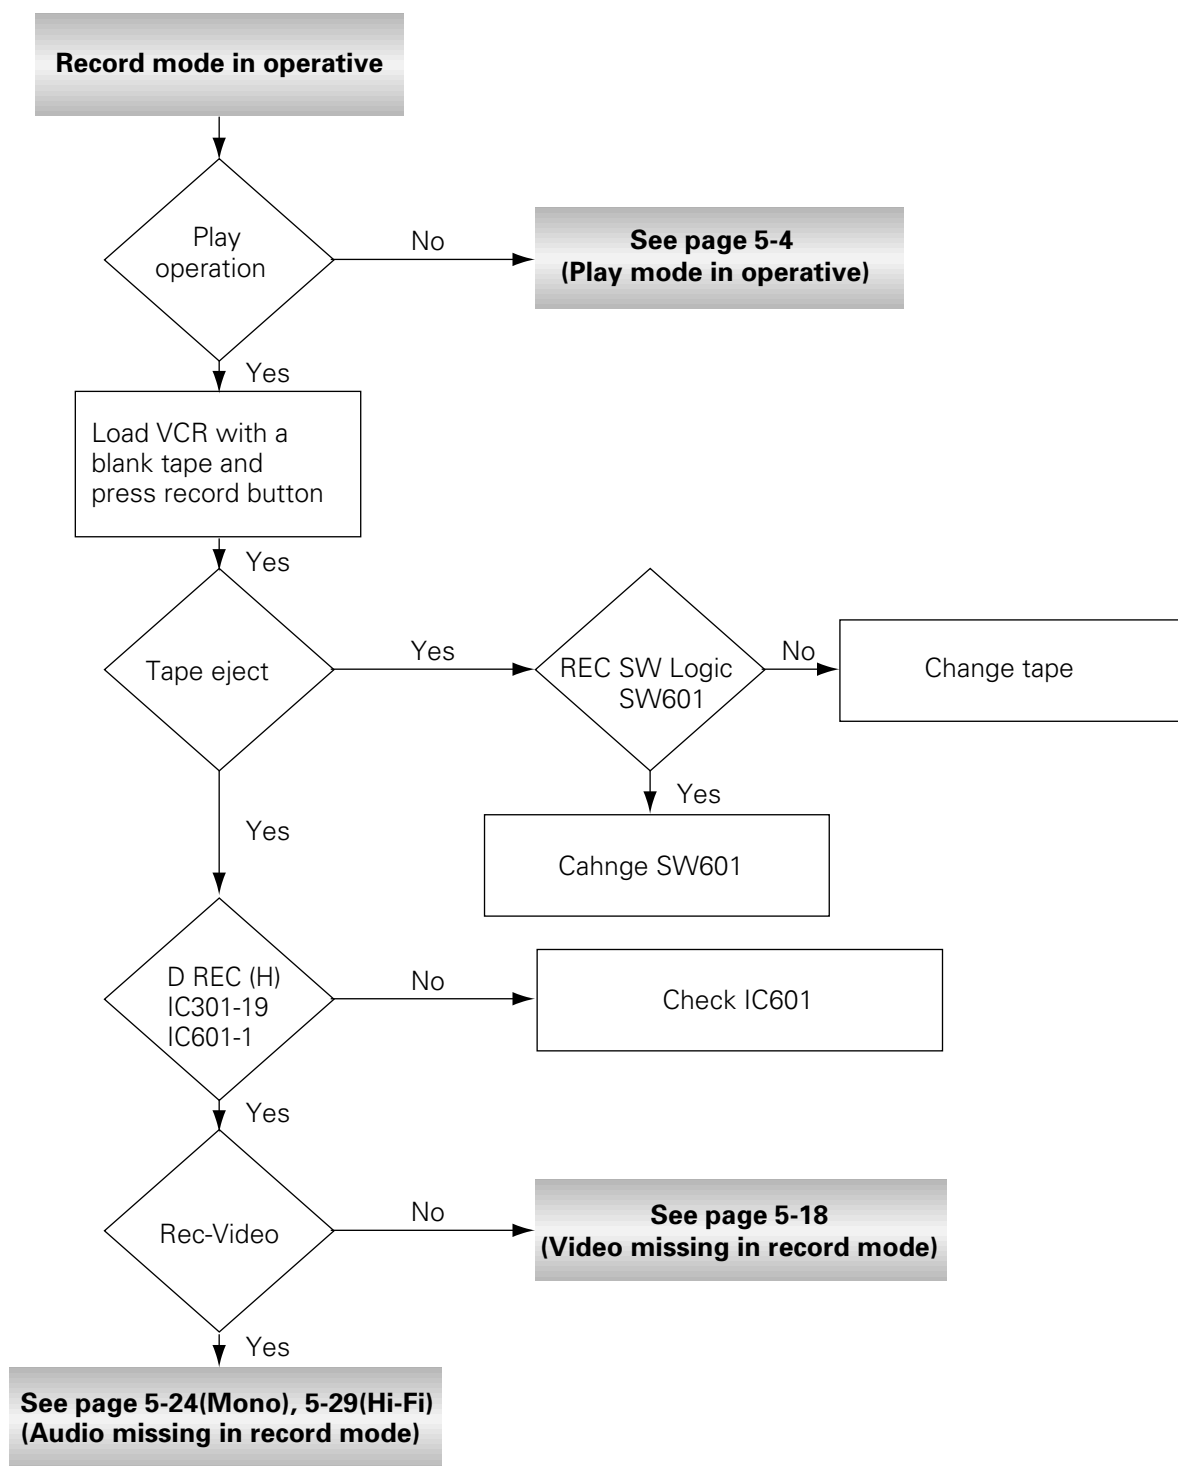 Record mode in operative
Play
operation
No
See page 5-4
(Play mode in operative)
Yes
Load VCR with a
blank tape and
press record button
Yes
Tape eject
Yes
REC SW Logic
SW601
No
Change tape
Yes
Cahnge SW601
Yes
D REC (H)
IC301-19
IC601-1
No
Check IC601
Yes
Rec-Video
No
See page 5-18
(Video missing in record mode)
Yes
See page 5-24(Mono), 5-29(Hi-Fi)
(Audio missing in record mode)